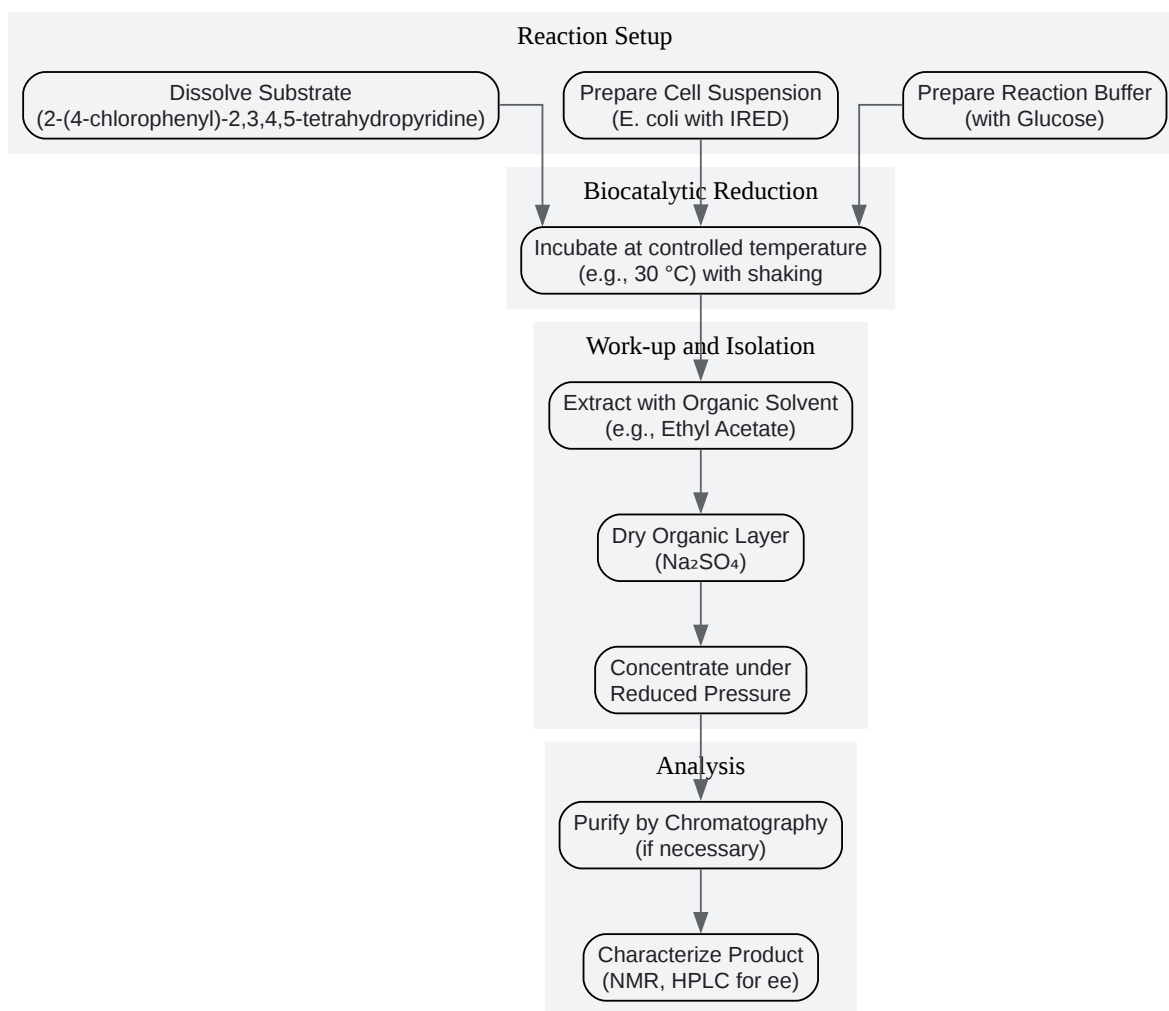 Reaction Setup
Dissolve Substrate
(2-(4-chlorophenyl)-2,3,4,5-tetrahydropyridine)
Prepare Cell Suspension
(E. coli with IRED)
Prepare Reaction Buffer
(with Glucose)
Biocatalytic Reduction
Incubate at controlled temperature
(e.g., 30 °C) with shaking
Work-up and Isolation
Extract with Organic Solvent
(e.g., Ethyl Acetate)
Dry Organic Layer
(Na₂SO₄)
Concentrate under
Reduced Pressure
Analysis
Purify by Chromatography
(if necessary)
Characterize Product
(NMR, HPLC for ee)